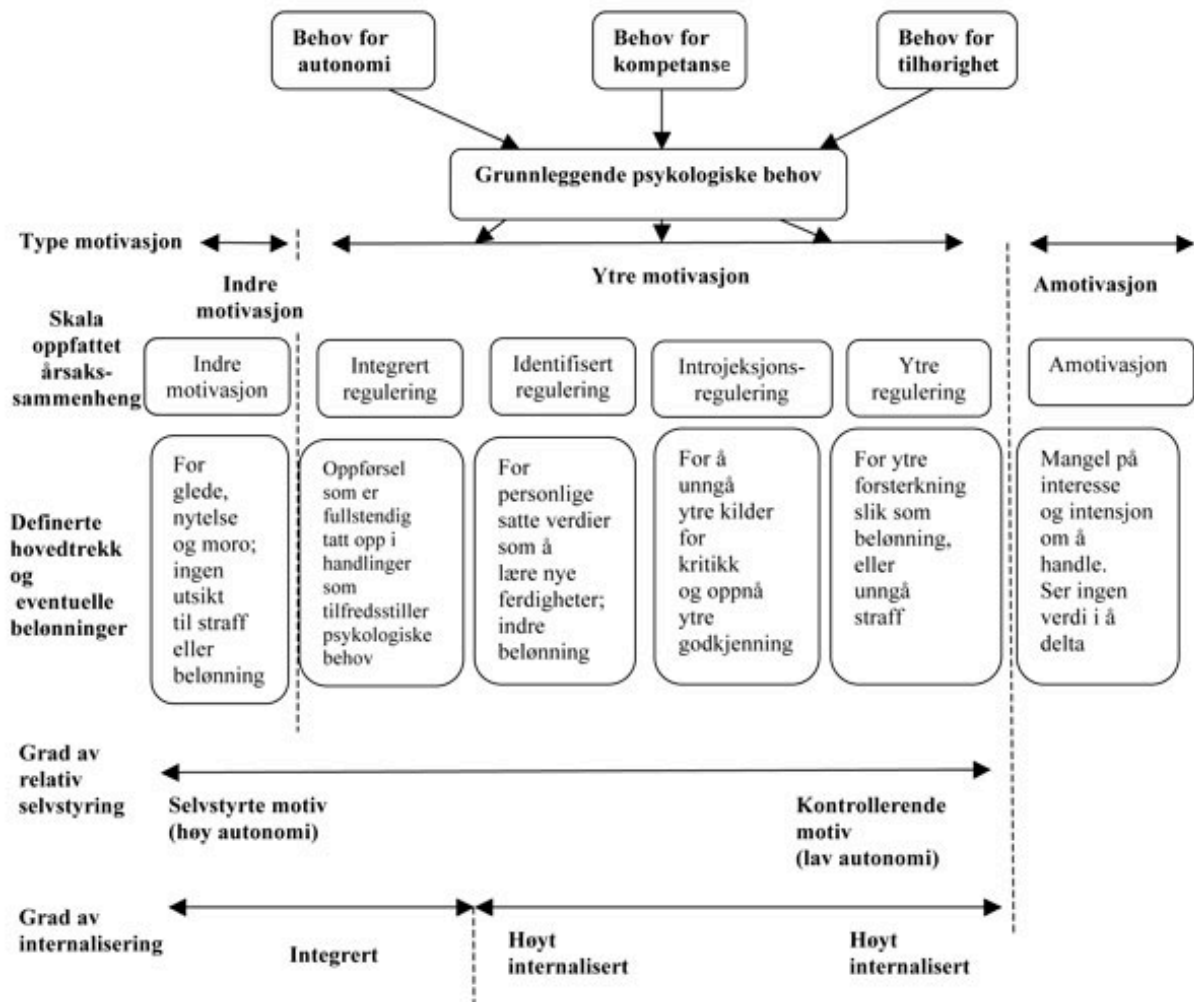 Behov for
autonomi
Behov for
kompetanse
Behov for
tilhørighet
Grunnleggende psykologiske behov
Type motivasjon
Indre
motivasjon
Ytre motivasjon
Amotivasjon
Skala
oppfattet
årsaks-
sammenheng
Indre
motivasjon
Integrert
regulering
Identifisert
regulering
Introjeksjons-
regulering
Ytre
regulering
Amotivasjon
Definerte
hovedtrekk
og
eventuelle
belønninger
For
glede,
nytelse
og moro;
ingen
utsikt
til straff
eller
belønning
Oppførsel
som er
fullstendig
tatt opp i
handlinger
som
tilfredsstiller
psykologiske
behov
For
personlige
satte verdier
som å
lære nye
ferdigheter;
indre
belønning
For å
unngå
ytre kilder
for
kritikk
og oppnå
ytre
godkjenning
For ytre
forsterkning
slik som
belønning,
eller
unngå
straff
Mangel på
interesse
og intensjon
om å
handle.
Ser ingen
verdi i å
delta
Grad av
relativ
selvstyring
Selvstyrte motiv
(høy autonomi)
Kontrollerende
motiv
(lav autonomi)
Grad av
internalisering
Integrert
Høyt
internalisert
Høyt
internalisert